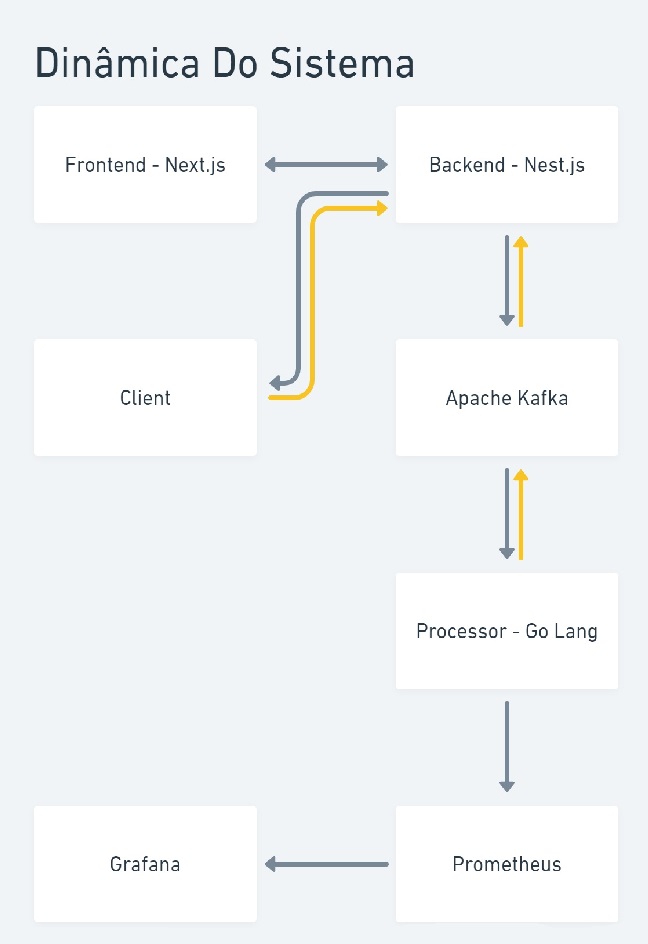 Dinâmica Do Sistema
Frontend - Next.js
Backend - Nest.js
Client
Apache Kafka
Processor - Go Lang
Grafana
Prometheus